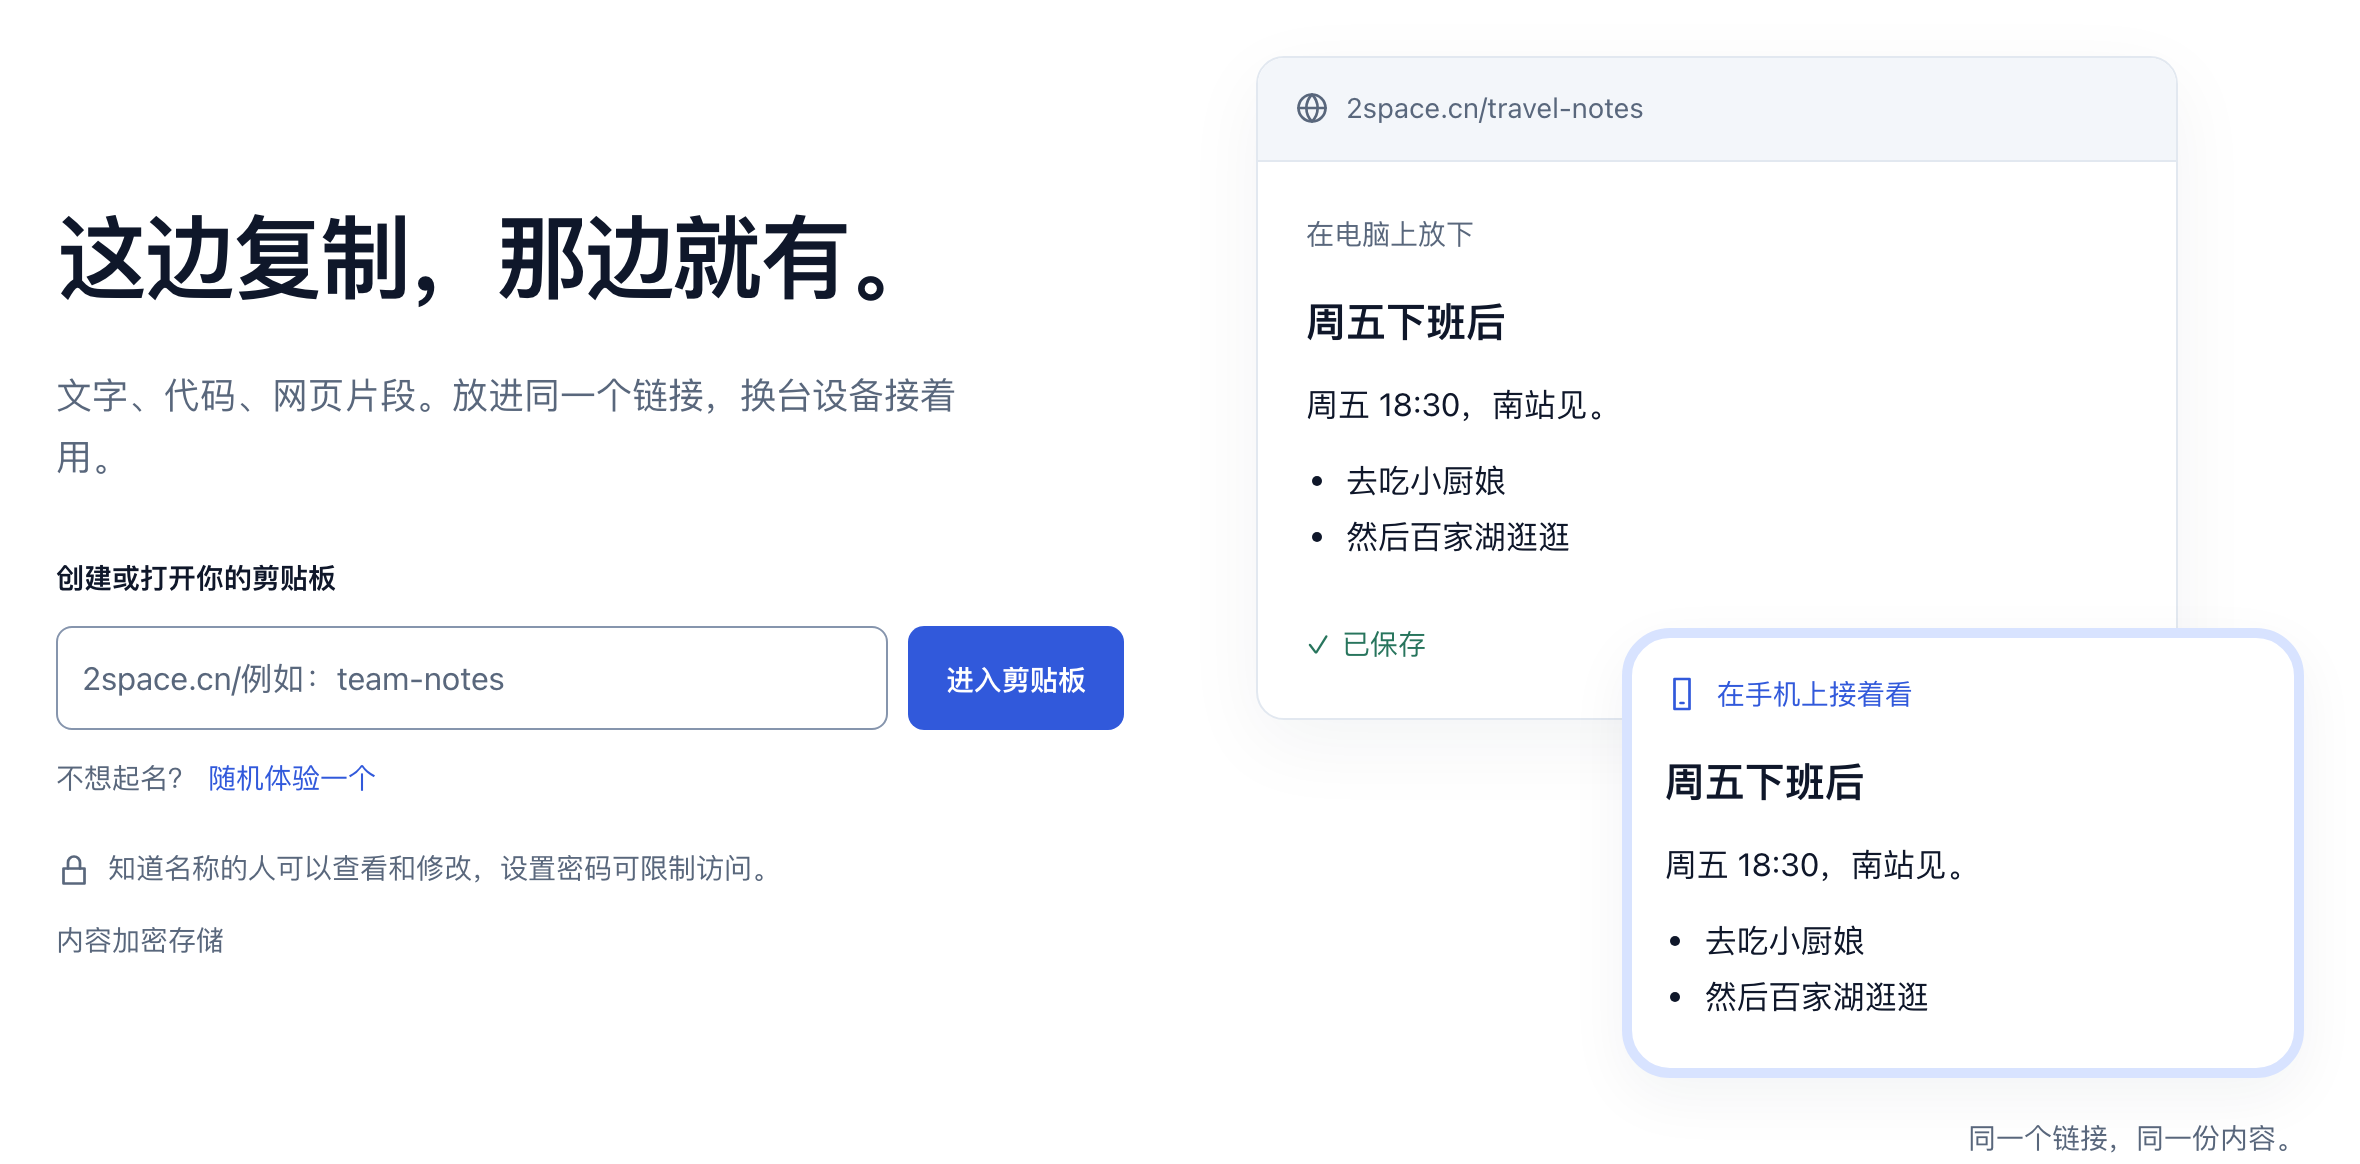 这边复制，那边就有。
文字、代码、网页片段。放进同一个链接，换台设备接着
用。
创建或打开你的剪贴板
2space.cn/例如：team-notes
进入剪贴板
不想起名? 随机体验一个
知道名称的人可以查看和修改，设置密码可限制访问。
内容加密存储
2space.cn/travel-notes
在电脑上放下
周五下班后
周五 18:30，南站见。
• 去吃小厨娘
• 然后百家湖逛逛
已保存
在手机上接着看
周五下班后
周五 18:30，南站见。
• 去吃小厨娘
• 然后百家湖逛逛
同一个链接，同一份内容。